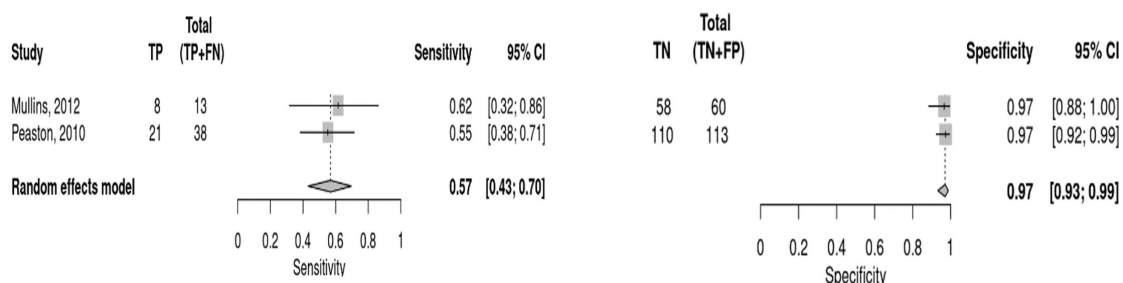 Total Total
Study TP (TP+FN) Sensitivity 95% CI TN (TN+FP) Specificity 95% CI
Mullins, 2012 8 13 0.62 [0.32; 0.86] 58 60 0.97 [0.88; 1.00]
Peaston, 2010 21 38 0.55 [0.38; 0.71] 110 113 0.97 [0.92; 0.99]
Random effects model 0.57 [0.43; 0.70] 0.97 [0.93; 0.99]
0 0.2 0.4 0.6 0.8 1 0 0.2 0.4 0.6 0.8 1
Sensitivity Specificity